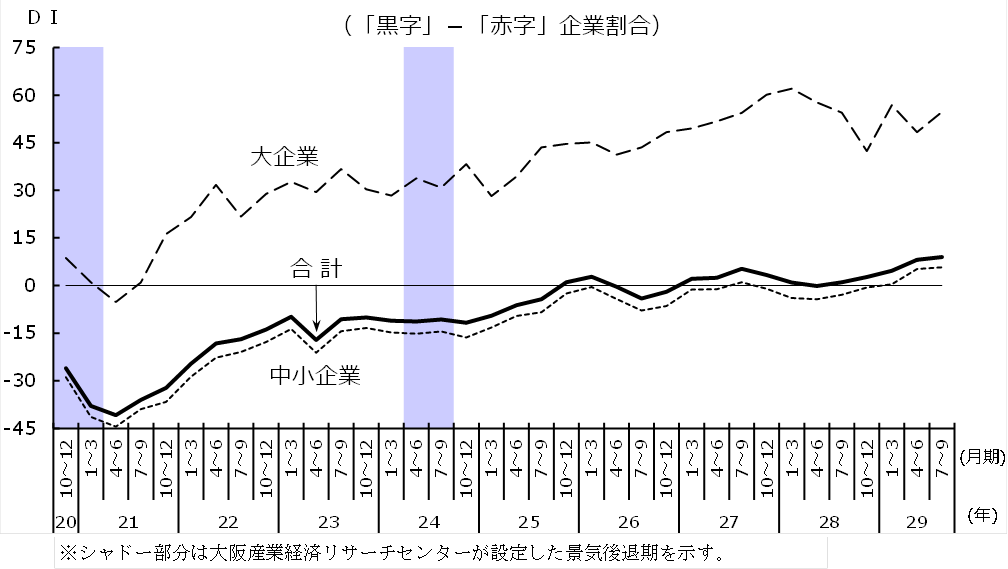 ＤＩ
（「黒字」－「赤字」企業割合）
75
60
45
30
15
0
-15
-30
-45
大企業
合 計
中小企業
10～12 1～3 4～6 7～9 10～12 1～3 4～6 7～9 10～12 1～3 4～6 7～9 10～12 1～3 4～6 7～9 10～12 1～3 4～6 7～9 10～12 1～3 4～6 7～9 10～12 1～3 4～6 7～9 10～12 1～3 4～6 7～9 10～12 1～3 4～6 7～9 (月期)
20 21 22 23 24 25 26 27 28 29 (年)
※シャドー部分は大阪産業経済リサーチセンターが設定した景気後退期を示す。